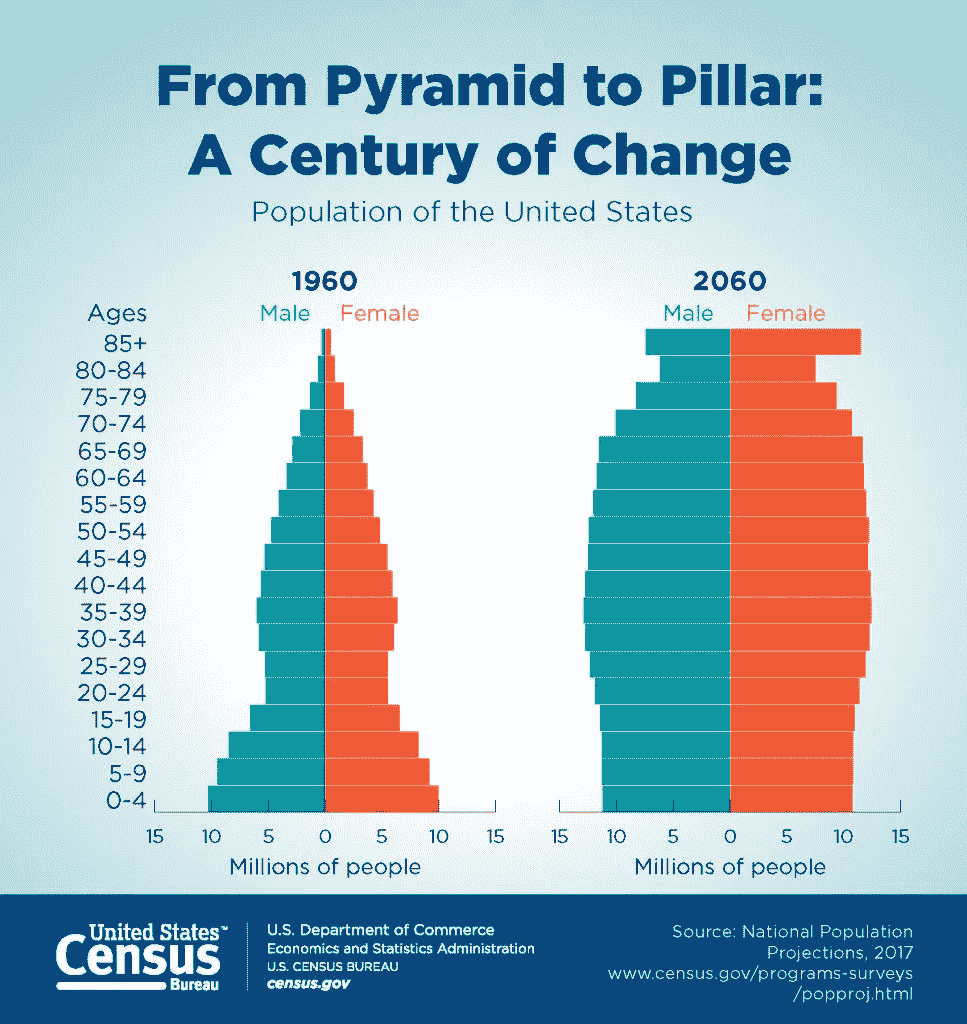 From Pyramid to Pillar:
A Century of Change
Population of the United States
1960
2060
Ages
Male Female
Male Female
85+
80-84
75-79
70-74
65-69
60-64
55-59
50-54
45-49
40-44
35-39
30-34
25-29
20-24
15-19
10-14
5-9
0-4
15 10 5 0 5 10 15
15 10 5 0 5 10 15
Millions of people
Millions of people
United States™
Census
Bureau
U.S. Department of Commerce
Economics and Statistics Administration
U.S. CENSUS BUREAU
census.gov
Source: National Population
Projections, 2017
www.census.gov/programs-surveys
/popproj.html